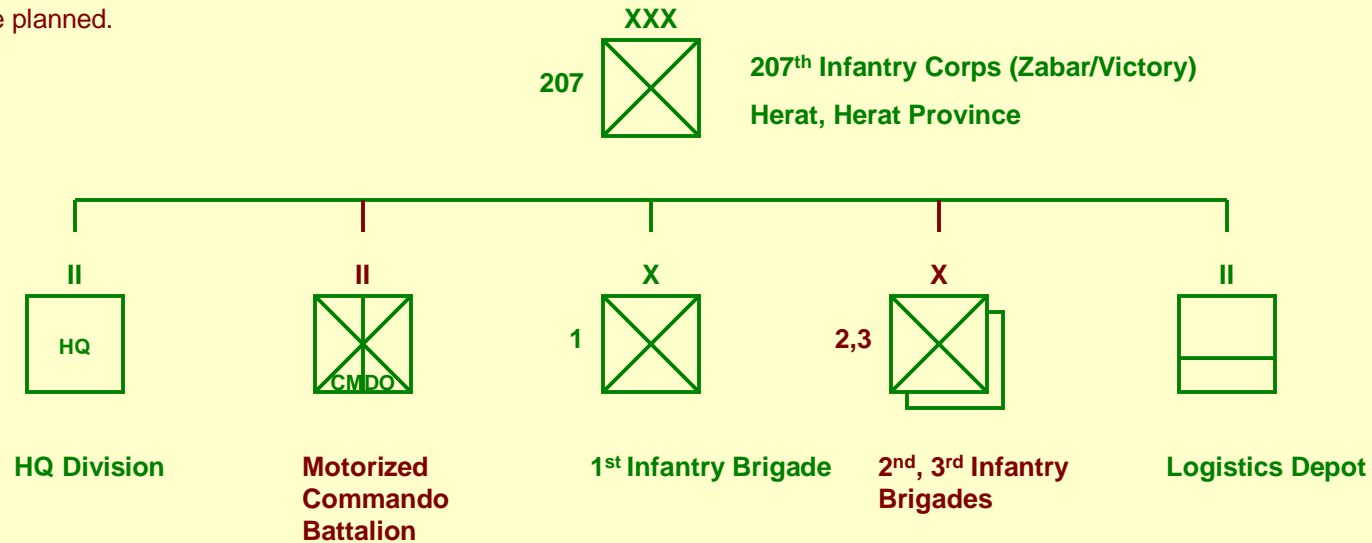 e planned.
XXX
207
207th Infantry Corps (Zabar/Victory)
Herat, Herat Province
II
II
X
X
II
HQ
CMDO
1
2,3
HQ Division
Motorized
Commando
Battalion
1st Infantry Brigade
2nd, 3rd Infantry
Brigades
Logistics Depot